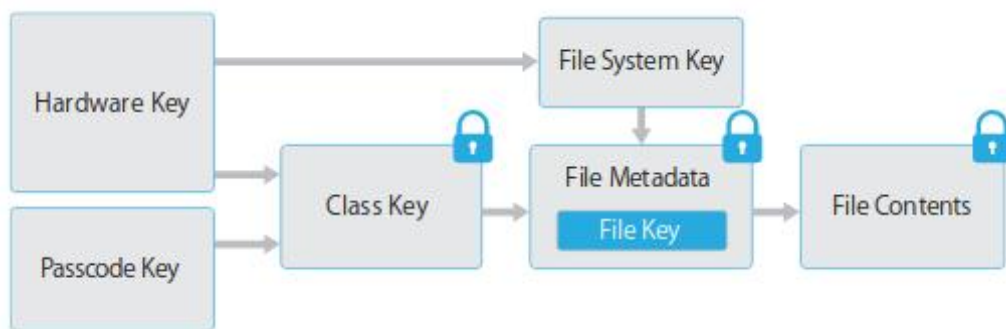 Hardware Key
Passcode Key
Class Key
File System Key
File Metadata
File Key
File Contents